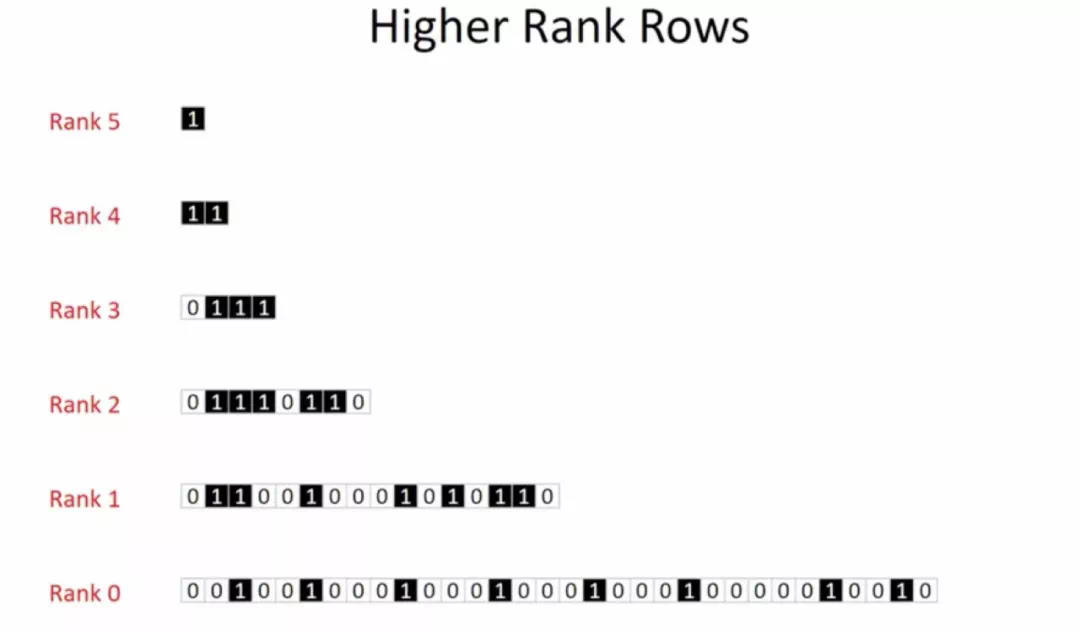 Higher Rank Rows
Rank 5 1
Rank 4 1 1
Rank 3 0 1 1 1
Rank 2 0 1 1 1 0 1 1 0
Rank 1 0 1 1 0 0 1 0 0 0 1 0 1 0 1 1 0
Rank 0 0 0 1 0 0 1 0 0 0 1 0 0 0 1 0 0 0 1 0 0 0 1 0 0 0 0 0 1 0 0 1 0